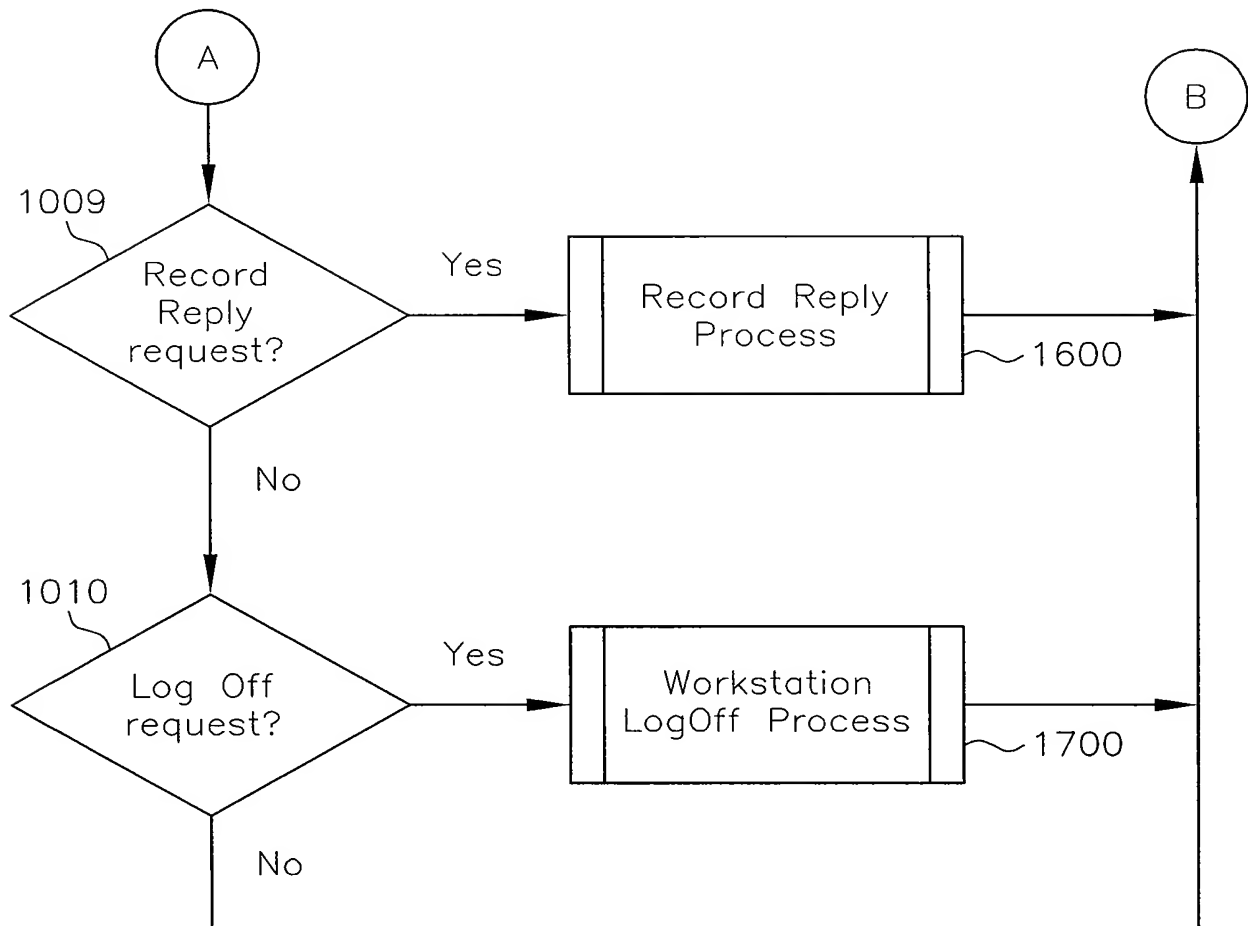 A
B
1009
Record
Reply
request?
Yes
Record Reply
Process
1600
No
1010
Log Off
request?
Yes
Workstation
LogOff Process
1700
No